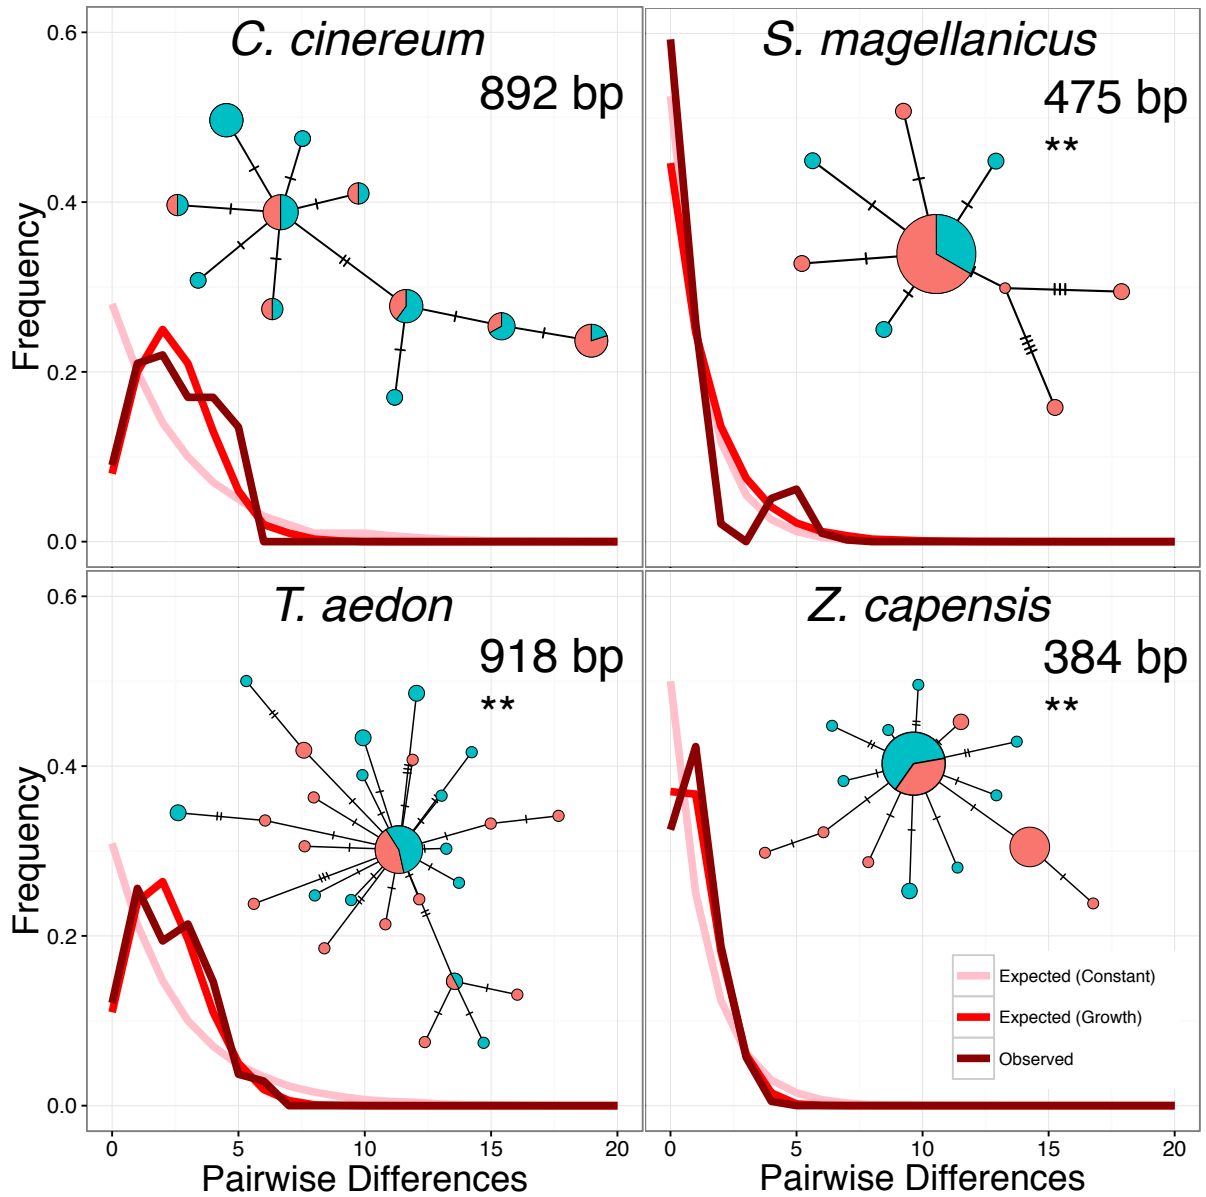 C. cinereum
892 bp
S. magellanicus
475 bp
**
Frequency
0.6
0.4
0.2
0.0
T. aedon
918 bp
**
Z. capensis
384 bp
**
Frequency
0.6
0.4
0.2
0.0
Expected (Constant)
Expected (Growth)
Observed
0 5 10 15 20
0 5 10 15 20
Pairwise Differences
Pairwise Differences